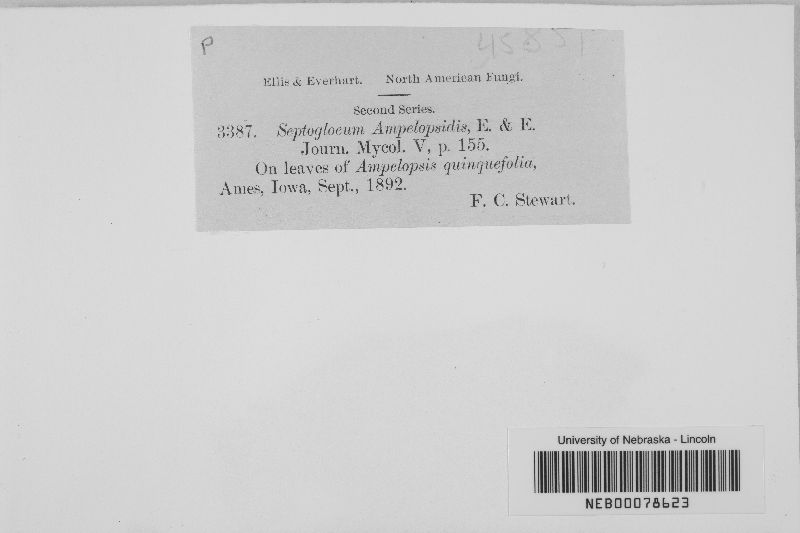 P
45851
Ellis & Everhart. North American Fungi.
Second Series.
3387. Septogloeum Ampelopsidis, E. & E.
Journ. Mycol. V, p. 155.
On leaves of Ampelopsis quinquefolia,
Ames, Iowa, Sept., 1892.
F. C. Stewart.
University of Nebraska - Lincoln
NEB00078623